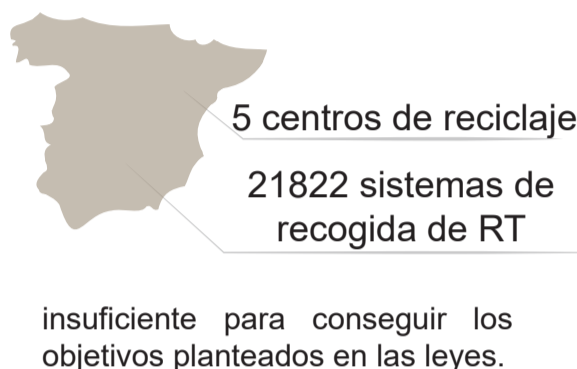 5 centros de reciclaje
21822 sistemas de
recogida de RT
insuficiente para conseguir los
objetivos planteados en las leyes.